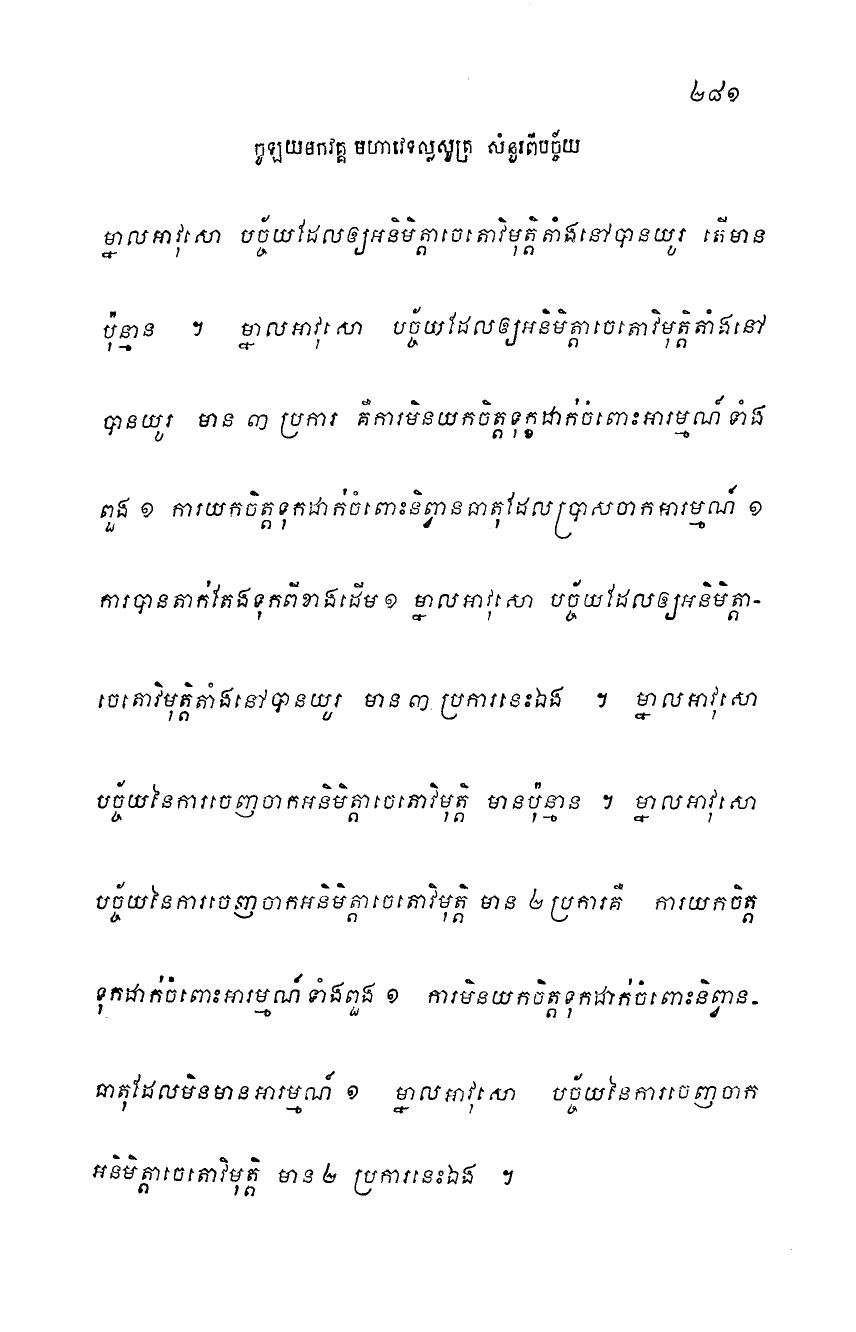 ២៨១
ចូឡយមកវគ្គ មហាវេទល្លសូត្រ សំនួរពីបច្ច័យ
ម្នាលអាវុសោ បច្ច័យដែលឲ្យអនិមិត្តាចេតោវិមុត្តិតាំងនៅបានយូរ តើមាន
ប៉ុន្មាន ។ ម្នាលអាវុសោ បច្ច័យដែលឲ្យអនិមិត្តាចេតោវិមុត្តិតាំងនៅ
បានយូរ មាន ៣ ប្រការ គឺការមិនយកចិត្តទុក្ខដាក់ចំពោះអារម្មណ៍ ទាំង
ពួង ១ ការយកចិត្តទុកដាក់ចំពោះនិព្វានធាតុដែលប្រាសចាកអារម្មណ៍ ១
ការបានតាក់តែងទុកពីខាងដើម ១ ម្នាលអាវុសោ បច្ច័យដែលឲ្យអនិមិត្តា-
ចេតោវិមុត្តិតាំងនៅបានយូរ មាន ៣ ប្រការនេះឯង ។ ម្នាលអាវុសោ
បច្ច័យនៃការចេញចាកអនិមិត្តាចេតោវិមុត្តិ មានប៉ុន្មាន ។ ម្នាលអាវុសោ
បច្ច័យនៃការចេញចាកអនិមិត្តាចេតោវិមុត្តិ មាន ២ ប្រការគឺ ការយកចិត្ត
ទុកដាក់ចំពោះអារម្មណ៍ ទាំងពួង ១ ការមិនយកចិត្តទុកដាក់ចំពោះនិព្វាន-
ធាតុដែលមិនមានអារម្មណ៍ ១ ម្នាលអាវុសោ បច្ច័យនៃការចេញចាក
អនិមិត្តាចេតោវិមុត្តិ មាន ២ ប្រការនេះឯង ។